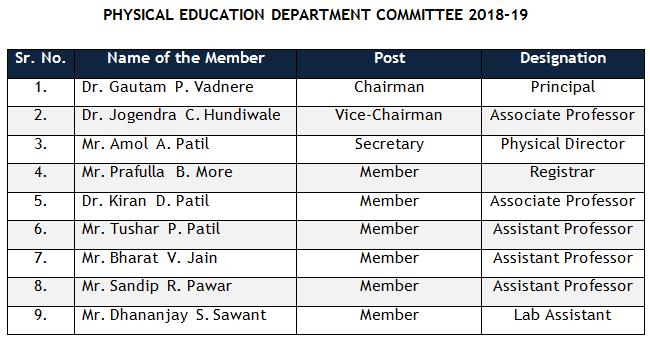 PHYSICAL EDUCATION DEPARTMENT COMMITTEE 2018-19
Sr. No. Name of the Member Post Designation
1. Dr. Gautam P. Vadnere Chairman Principal
2. Dr. Jogendra C. Hundiwale Vice-Chairman Associate Professor
3. Mr. Amol A. Patil Secretary Physical Director
4. Mr. Prafulla B. More Member Registrar
5. Dr. Kiran D. Patil Member Associate Professor
6. Mr. Tushar P. Patil Member Assistant Professor
7. Mr. Bharat V. Jain Member Assistant Professor
8. Mr. Sandip R. Pawar Member Assistant Professor
9. Mr. Dhananjay S. Sawant Member Lab Assistant